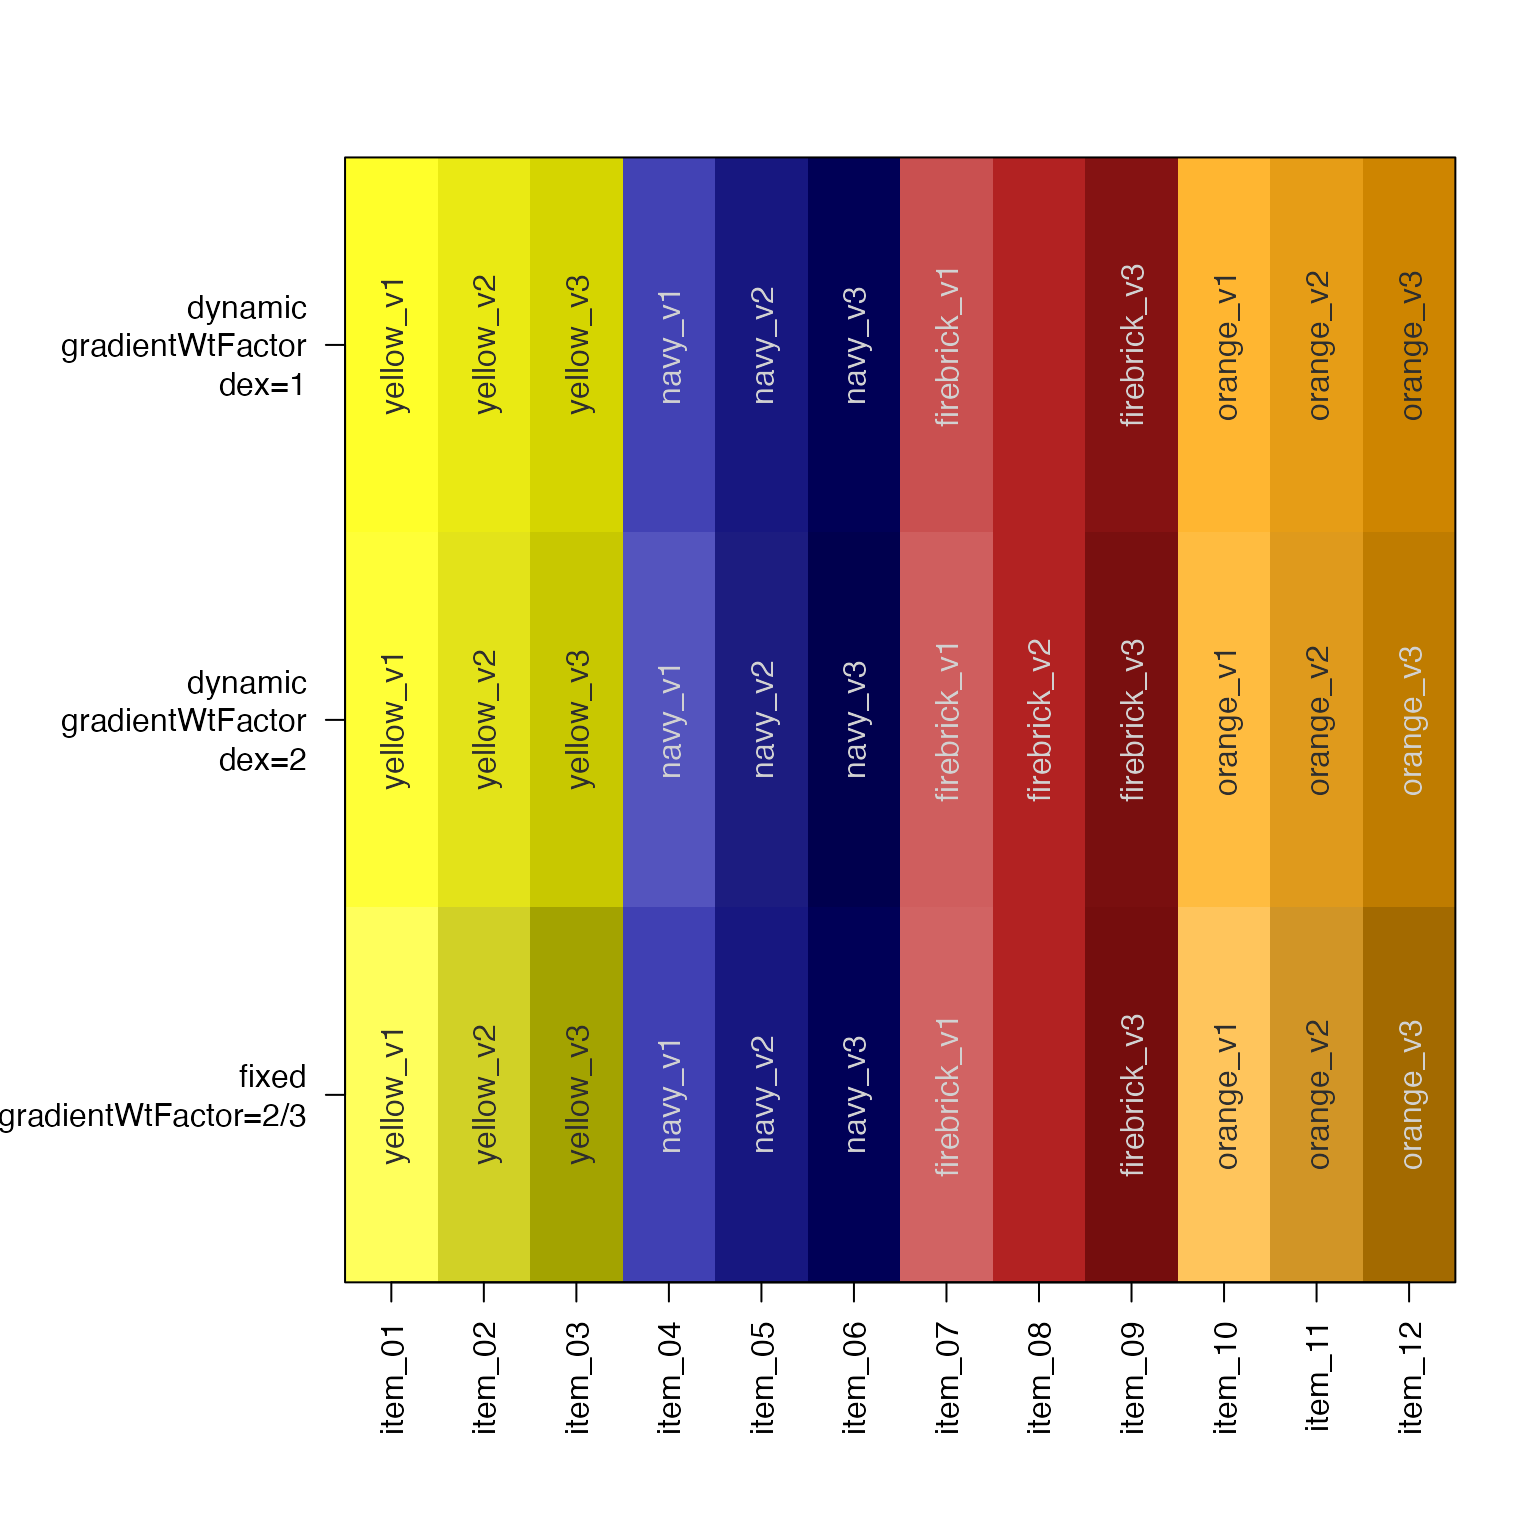 dynamic
gradientWtFactor
dex=1
yellow_v1
yellow_v2
yellow_v3
navy_v1
navy_v2
navy_v3
firebrick_v1
firebrick_v3
orange_v1
orange_v2
orange_v3
dynamic
gradientWtFactor
dex=2
yellow_v1
yellow_v2
yellow_v3
navy_v1
navy_v2
navy_v3
firebrick_v1
firebrick_v2
firebrick_v3
orange_v1
orange_v2
orange_v3
fixed
gradientWtFactor=2/3
yellow_v1
yellow_v2
yellow_v3
navy_v1
navy_v2
navy_v3
firebrick_v1
firebrick_v3
orange_v1
orange_v2
orange_v3
item_01
item_02
item_03
item_04
item_05
item_06
item_07
item_08
item_09
item_10
item_11
item_12